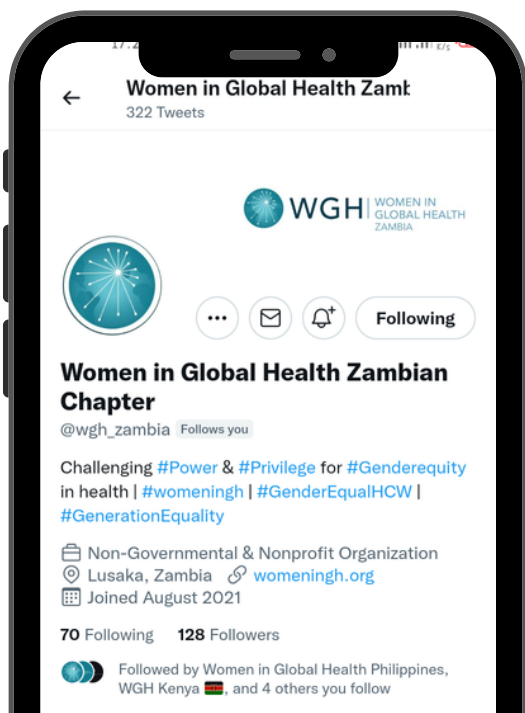 Women in Global Health Zamb
322 Tweets
WGH
WOMEN IN
GLOBAL HEALTH
ZAMBIA
Following
Women in Global Health Zambian
Chapter
@wgh_zambia Follows you
Challenging #Power & #Privilege for #Genderequity
in health | #womeningh | #GenderEqualHCW |
#GenerationEquality
Non-Governmental & Nonprofit Organization
Lusaka, Zambia womeningh.org
Joined August 2021
70 Following 128 Followers
Followed by Women in Global Health Philippines,
WGH Kenya 🇰🇪, and 4 others you follow